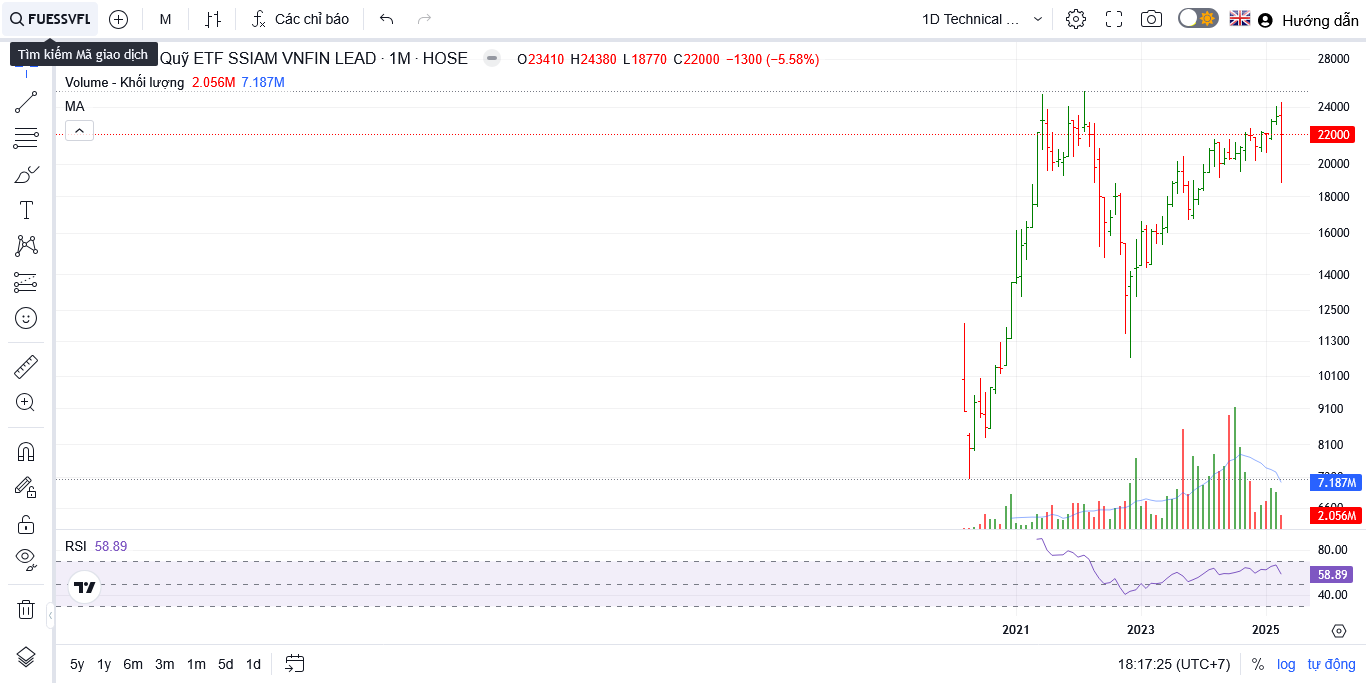 FUESSVFL M Các chỉ báo 1D Technical ... Hướng dẫn
Tìm kiếm Mã giao dịch
Quỹ ETF SSIAM VNFIN LEAD · 1M · HOSE O23410 H24380 L18770 C22000 −1300 (−5.58%)
Volume - Khối lượng 2.056M 7.187M
MA
28000
24000
22000
20000
18000
16000
14000
12500
11300
10100
9100
8100
7.187M
2.056M
RSI 58.89
80.00
58.89
40.00
2021 2023 2025
5y 1y 6m 3m 1m 5d 1d 18:17:25 (UTC+7) % log tự động